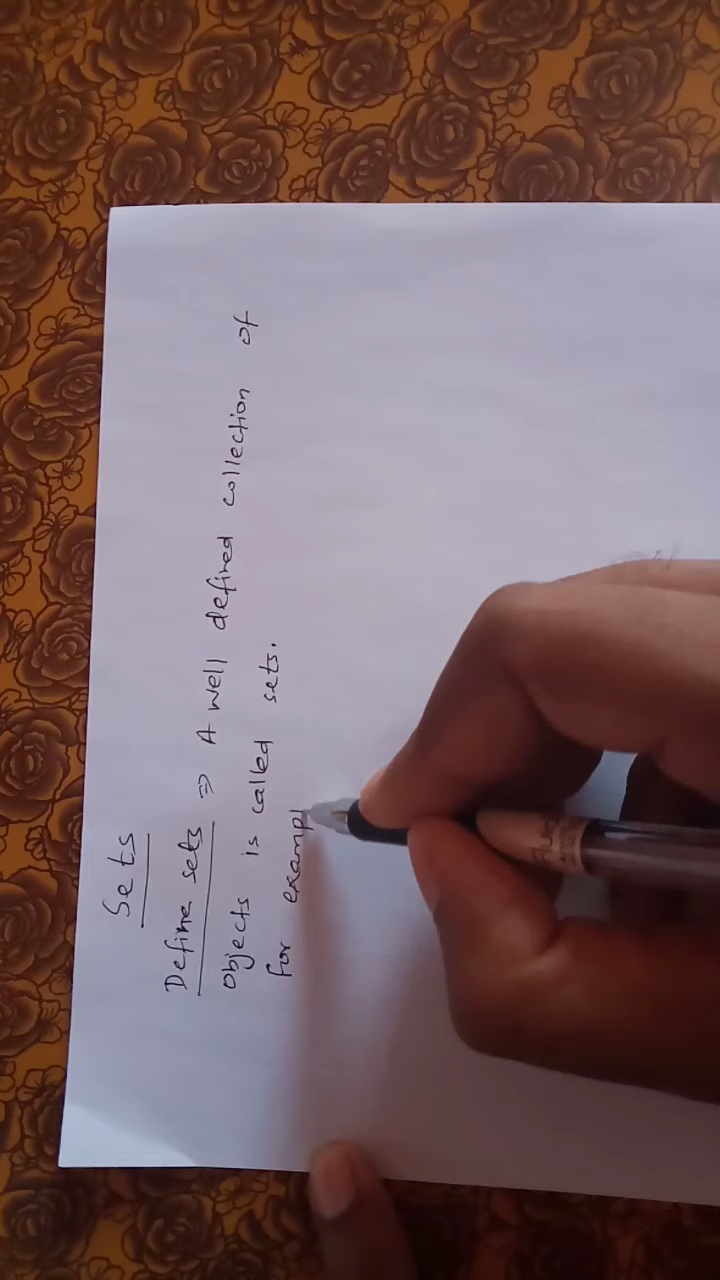 Sets
Define sets => A well defined collection of
objects is called sets.
for exampl